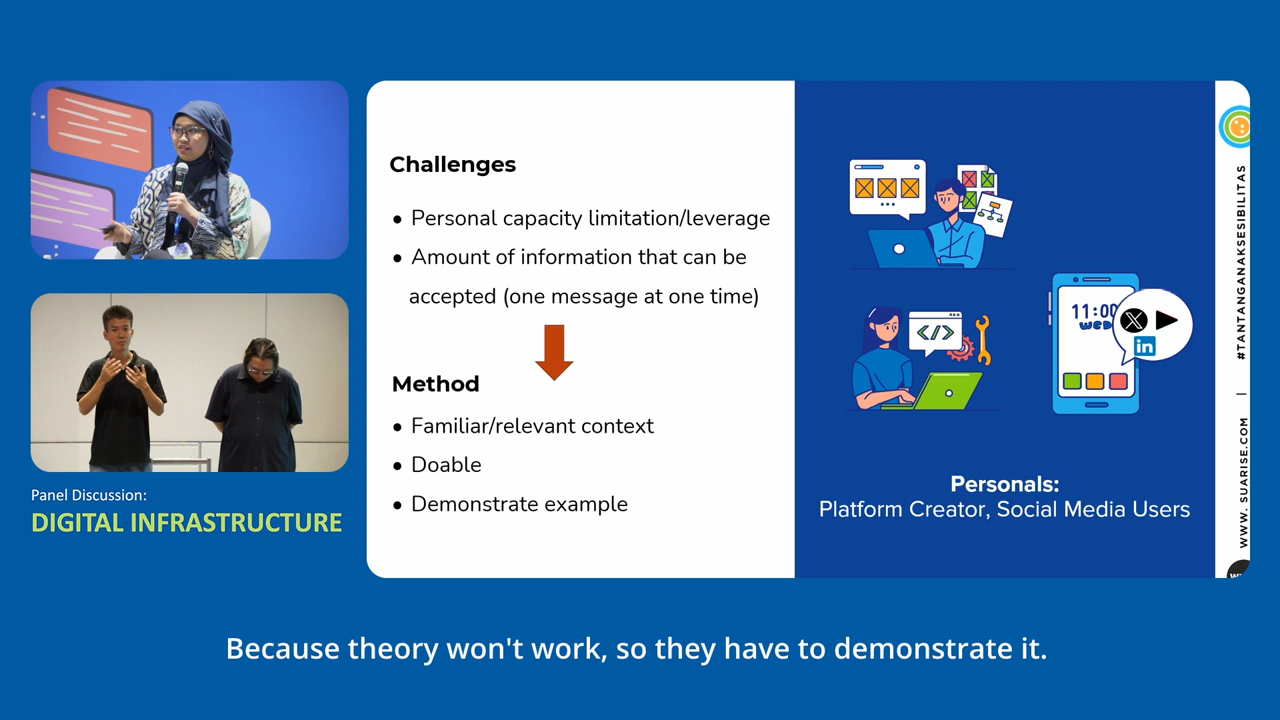 Panel Discussion:
DIGITAL INFRASTRUCTURE
Challenges
• Personal capacity limitation/leverage
• Amount of information that can be
accepted (one message at one time)
Method
• Familiar/relevant context
• Doable
• Demonstrate example
</>
11:00
WEB
X
in
Personals:
Platform Creator, Social Media Users
WWW. SUARISE.COM | #TANTANGANAKSESIBILITAS
Because theory won't work, so they have to demonstrate it.